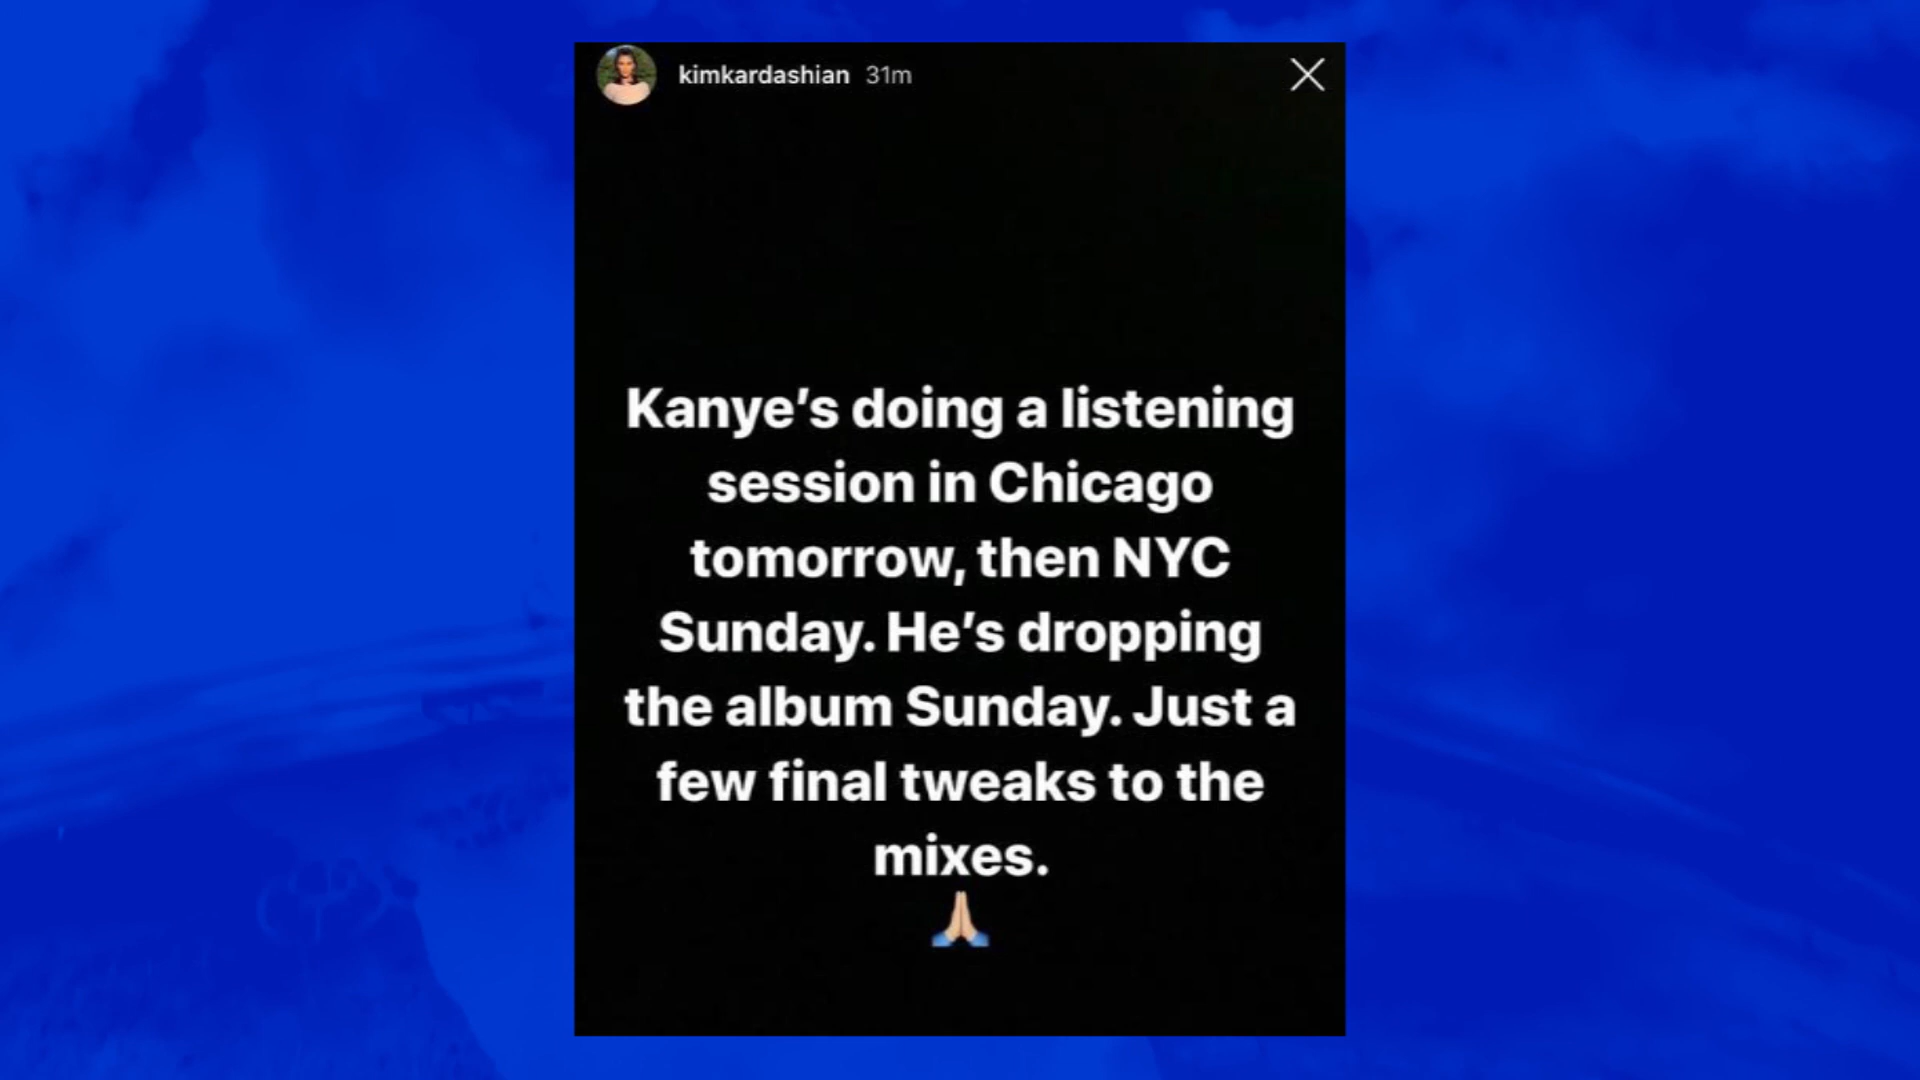 kimkardashian 31m
Kanye’s doing a listening
session in Chicago
tomorrow, then NYC
Sunday. He’s dropping
the album Sunday. Just a
few final tweaks to the
mixes.
🙏🏼